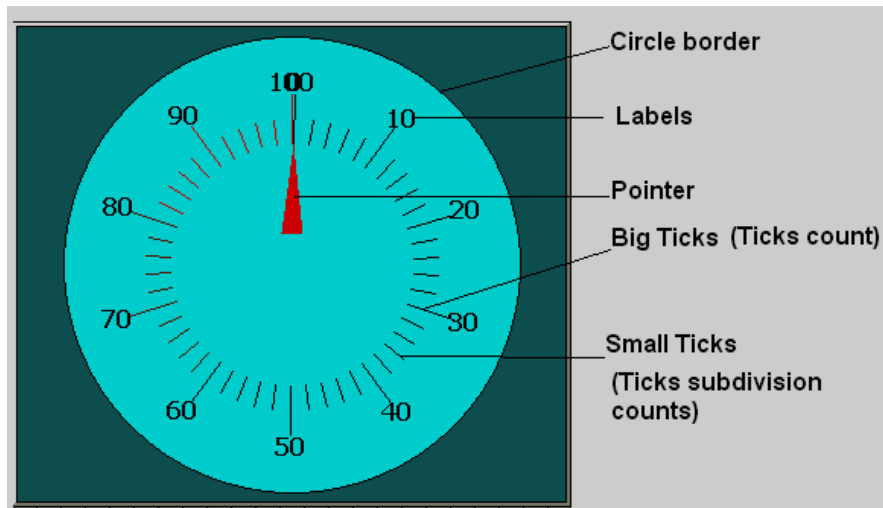 Circle border
100
0
90
10
Labels
Pointer
80
20
Big Ticks (Ticks count)
70
30
Small Ticks
(Ticks subdivision
counts)
60
40
50